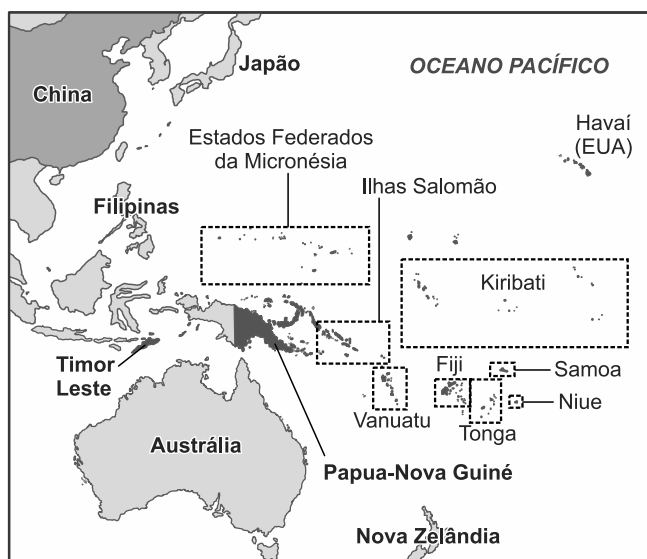 Japão
OCEANO PACÍFICO
China
Havaí
(EUA)
Estados Federados
da Micronésia
Ilhas Salomão
Filipinas
Kiribati
Timor
Leste
Fiji
Samoa
Niue
Vanuatu
Tonga
Austrália
Papua-Nova Guiné
Nova Zelândia